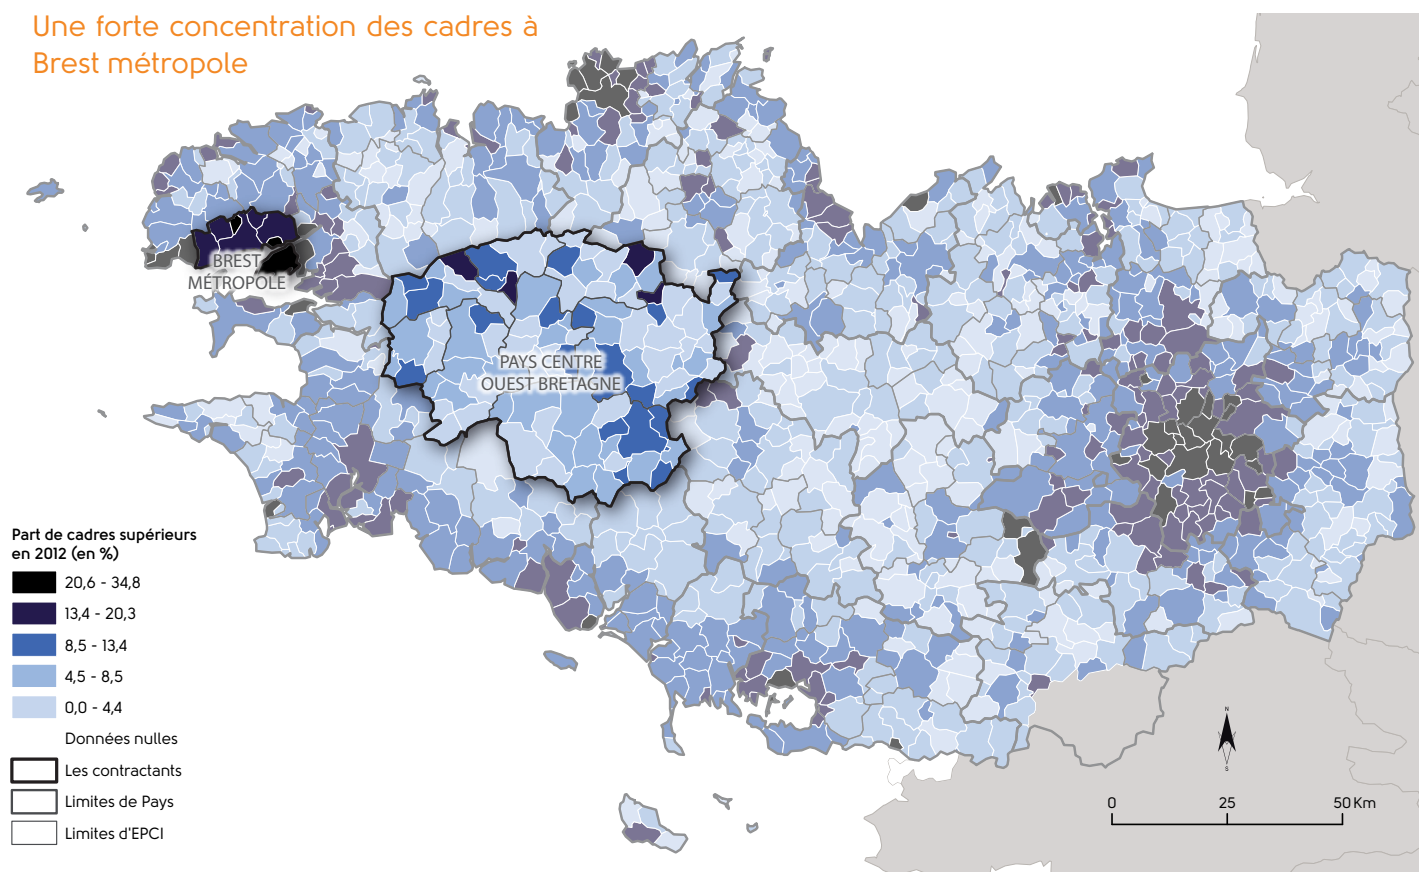 Une forte concentration des cadres à
Brest métropole
BREST
MÉTROPOLE
PAYS CENTRE
OUEST BRETAGNE
Part de cadres supérieurs
en 2012 (en %)
20,6 - 34,8
13,4 - 20,3
8,5 - 13,4
4,5 - 8,5
0,0 - 4,4
Données nulles
Les contractants
Limites de Pays
Limites d'EPCI
N
S
0 25 50 Km